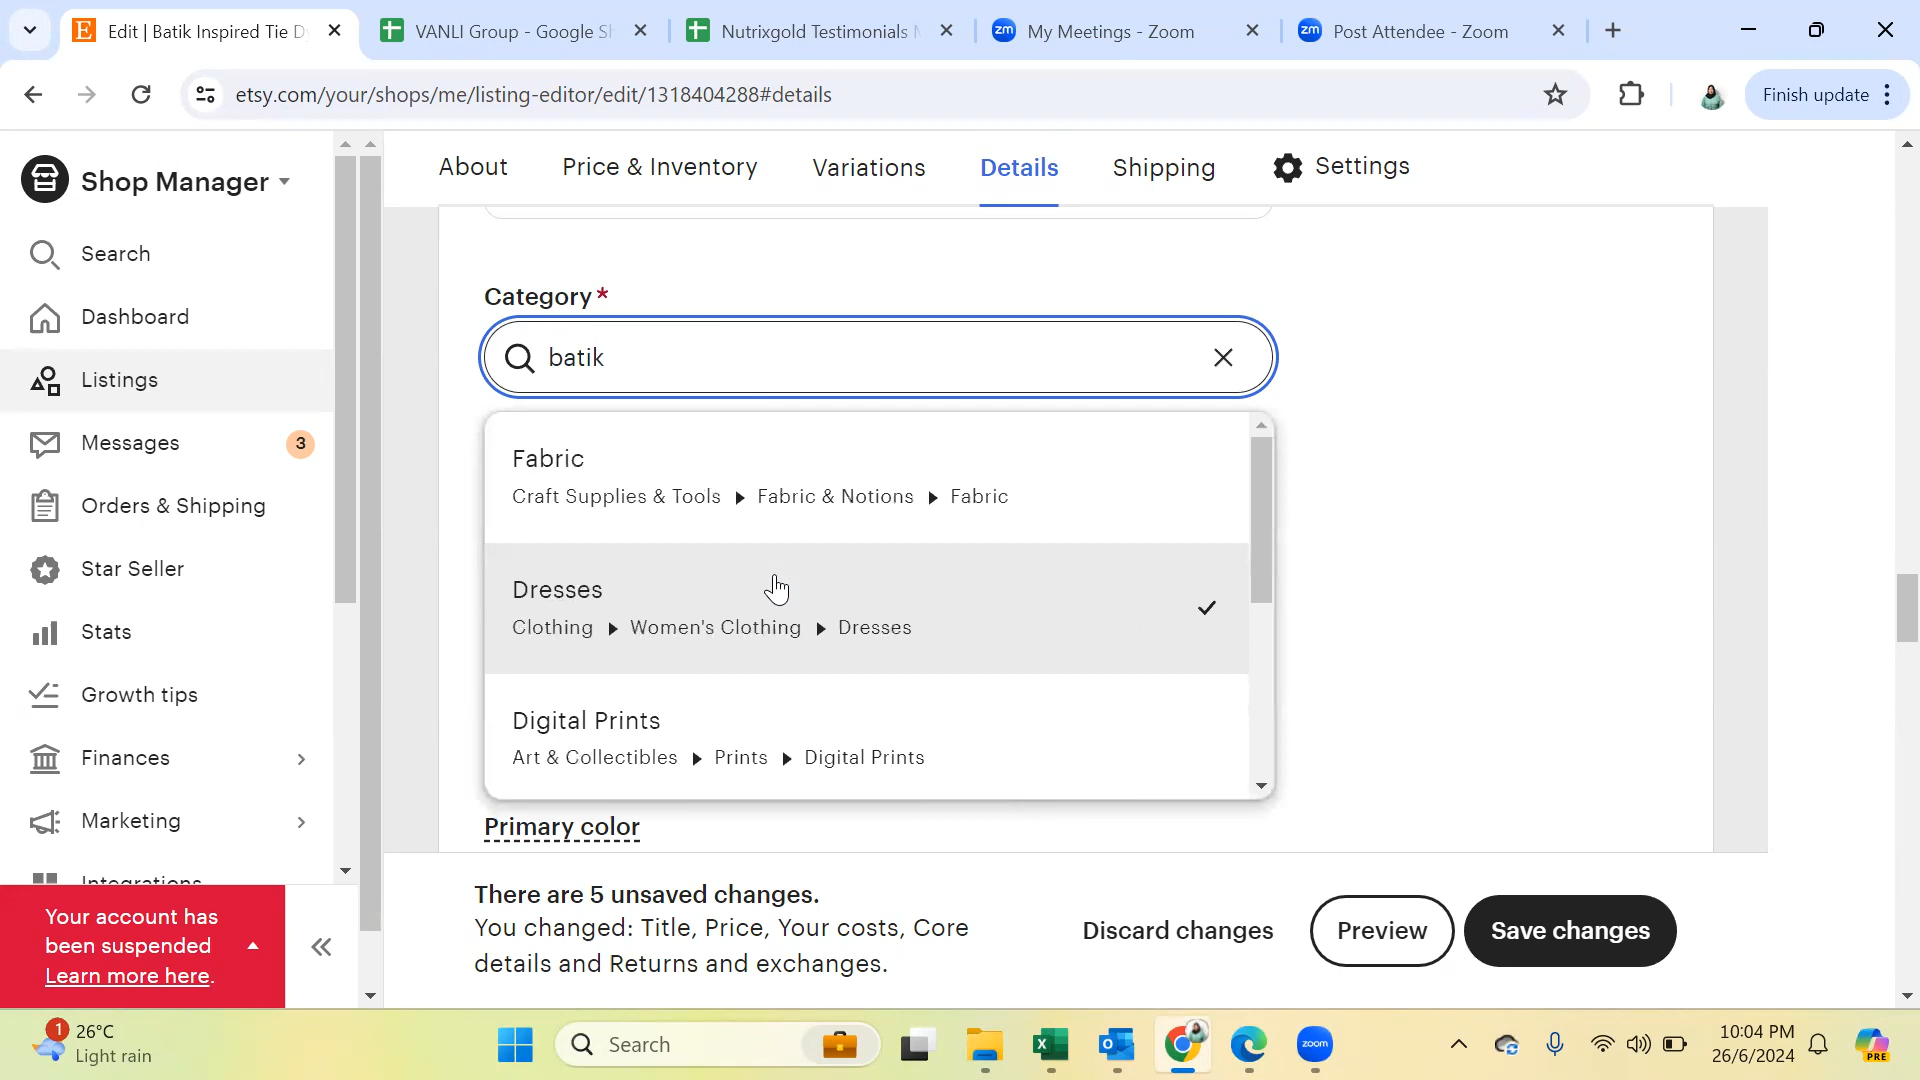 Edit | Batik Inspired Tie D
VANLI Group - Google S
Nutrixgold Testimonials
My Meetings - Zoom
Post Attendee - Zoom
etsy.com/your/shops/me/listing-editor/edit/1318404288#details
Finish update
Shop Manager
Search
Dashboard
Listings
Messages 3
Orders & Shipping
Star Seller
Stats
Growth tips
Finances
Marketing
Integrations
Your account has
been suspended
Learn more here.
About Price & Inventory Variations Details Shipping Settings
Category*
batik
Fabric
Craft Supplies & Tools ▶ Fabric & Notions ▶ Fabric
Dresses
Clothing ▶ Women's Clothing ▶ Dresses
Digital Prints
Art & Collectibles ▶ Prints ▶ Digital Prints
Primary color
There are 5 unsaved changes.
You changed: Title, Price, Your costs, Core
details and Returns and exchanges.
Discard changes
Preview
Save changes
1
26°C
Light rain
Search
zoom
10:04 PM
26/6/2024
PRE